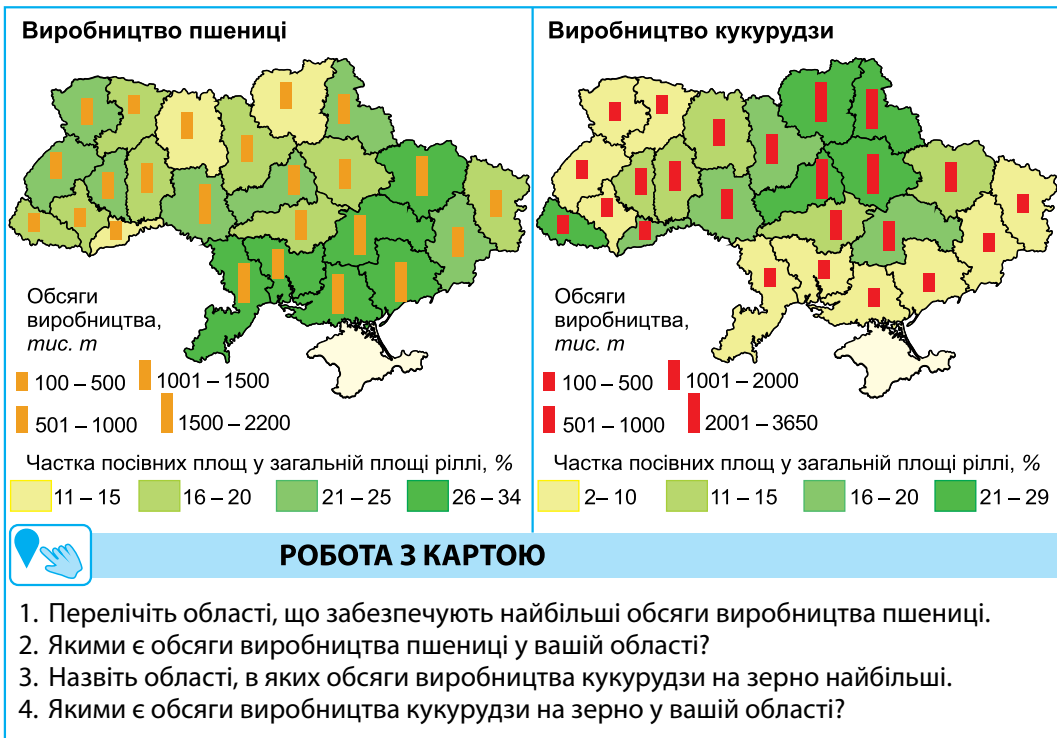 Виробництво пшениці
Обсяги
виробництва,
тис. т
100 – 500
1001 – 1500
501 – 1000
1500 – 2200
Частка посівних площ у загальній площі ріллі, %
11 – 15
16 – 20
21 – 25
26 – 34
Виробництво кукурудзи
Обсяги
виробництва,
тис. т
100 – 500
1001 – 2000
501 – 1000
2001 – 3650
Частка посівних площ у загальній площі ріллі, %
2– 10
11 – 15
16 – 20
21 – 29
РОБОТА З КАРТОЮ
1. Перелічіть області, що забезпечують найбільші обсяги виробництва пшениці.
2. Якими є обсяги виробництва пшениці у вашій області?
3. Назвіть області, в яких обсяги виробництва кукурудзи на зерно найбільші.
4. Якими є обсяги виробництва кукурудзи на зерно у вашій області?